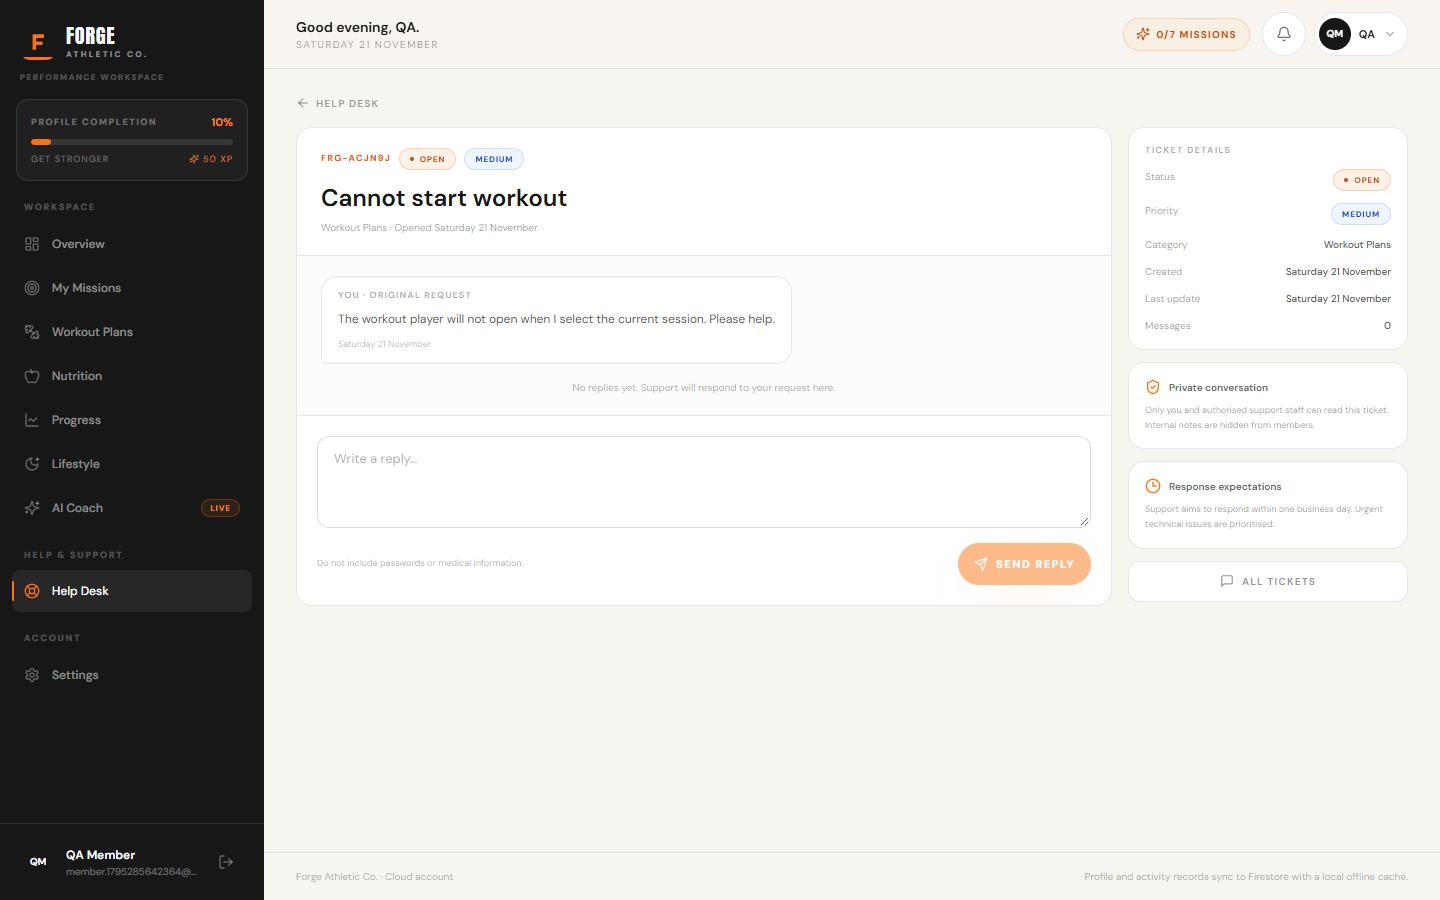 F
FORGE
ATHLETIC CO.
PERFORMANCE WORKSPACE
PROFILE COMPLETION 10%
GET STRONGER 50 XP
WORKSPACE
Overview
My Missions
Workout Plans
Nutrition
Progress
Lifestyle
AI Coach LIVE
HELP & SUPPORT
Help Desk
ACCOUNT
Settings
QM
QA Member
member.1795285642364@...
Good evening, QA.
SATURDAY 21 NOVEMBER
0/7 MISSIONS
QM QA
HELP DESK
FRG-ACJN9J OPEN MEDIUM
Cannot start workout
Workout Plans · Opened Saturday 21 November
YOU · ORIGINAL REQUEST
The workout player will not open when I select the current session. Please help.
Saturday 21 November
No replies yet. Support will respond to your request here.
Write a reply...
Do not include passwords or medical information.
SEND REPLY
TICKET DETAILS
Status OPEN
Priority MEDIUM
Category Workout Plans
Created Saturday 21 November
Last update Saturday 21 November
Messages 0
Private conversation
Only you and authorised support staff can read this ticket.
Internal notes are hidden from members.
Response expectations
Support aims to respond within one business day. Urgent
technical issues are prioritised.
ALL TICKETS
Forge Athletic Co. · Cloud account
Profile and activity records sync to Firestore with a local offline cache.